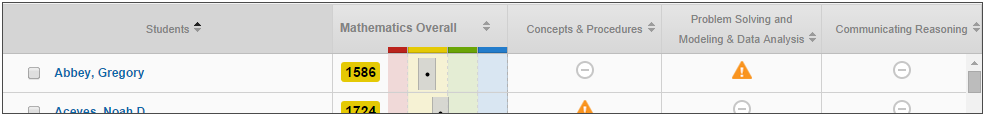 Students
Mathematics Overall
Concepts & Procedures
Problem Solving and
Modeling & Data Analysis
Communicating Reasoning
Abbey, Gregory
1586
Aceves, Noah D.
1724